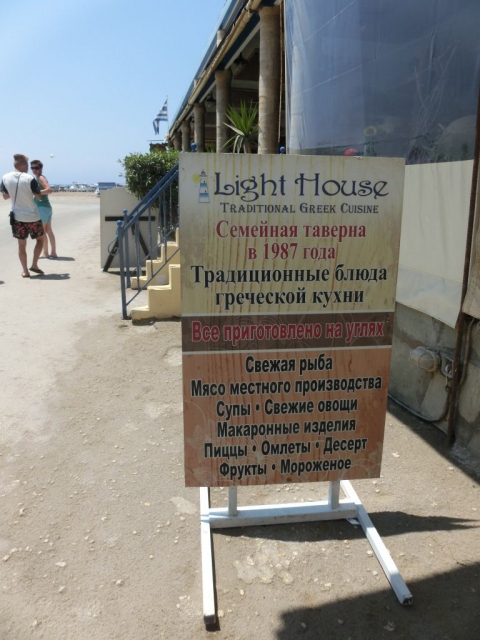 Light House
TRADITIONAL GREEK CUISINE
Семейная таверна
в 1987 года
Традиционные блюда
греческой кухни
Все приготовлено на углях
Свежая рыба
Мясо местного производства
Супы • Свежие овощи
Макаронные изделия
Пиццы • Омлеты • Десерт
Фрукты • Мороженое